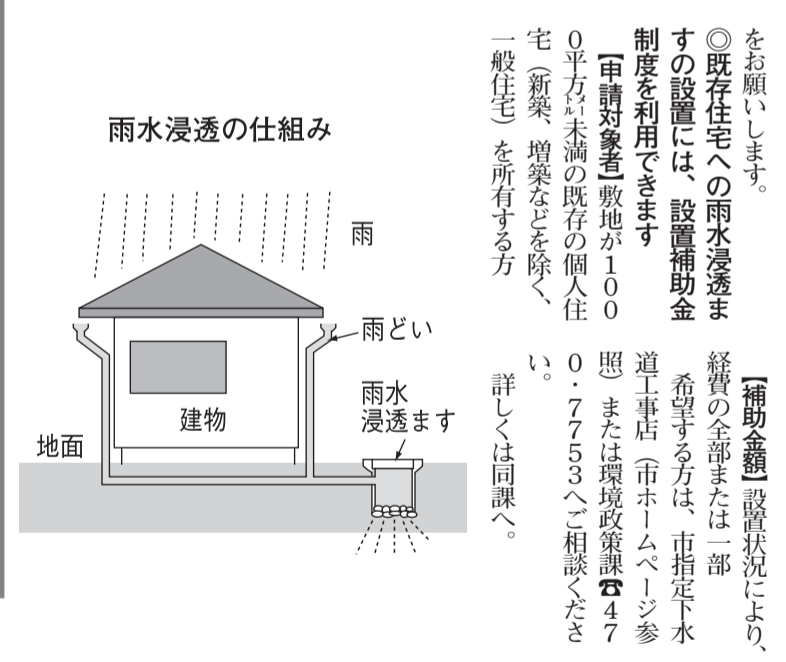 をお願いします。
◎既存住宅への雨水浸透ま
すの設置には、設置補助金
制度を利用できます
【申請対象者】敷地が１００
０平方メートル未満の既存の個人住
宅（新築、増築などを除く、
一般住宅）を所有する方
【補助金額】設置状況により、
経費の全部または一部
希望する方は、市指定下水
道工事店（市ホームページ参
照）または環境政策課☎４７
０・７７５３へご相談くださ
い。
詳しくは同課へ。
雨水浸透の仕組み
雨
雨どい
雨水
浸透ます
建物
地面